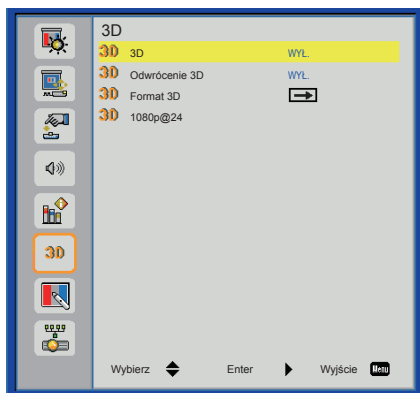 3D
3D 3D WYŁ.
3D Odwrócenie 3D WYŁ.
3D Format 3D
3D 1080p@24
3D
Wybierz Enter Wyjście Menu